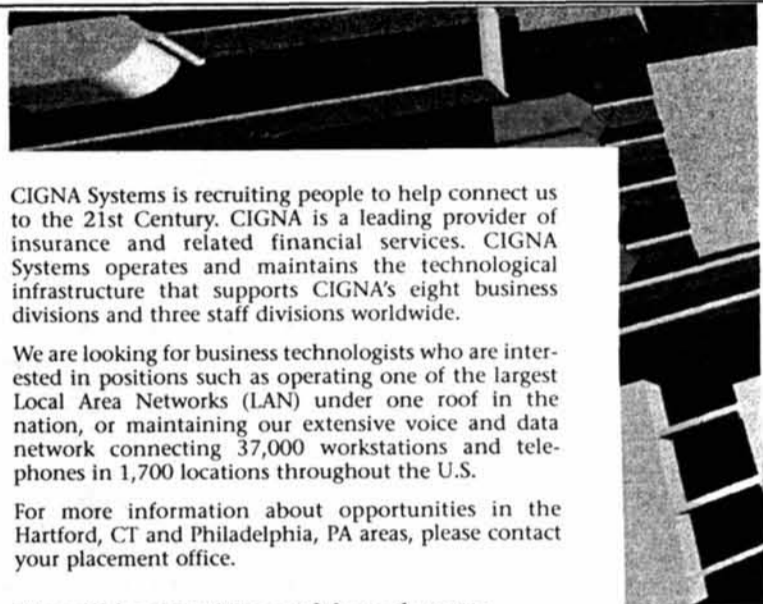 CIGNA Systems is recruiting people to help connect us
to the 21st Century. CIGNA is a leading provider of
insurance and related financial services. CIGNA
Systems operates and maintains the technological
infrastructure that supports CIGNA's eight business
divisions and three staff divisions worldwide.
We are looking for business technologists who are inter-
ested in positions such as operating one of the largest
Local Area Networks (LAN) under one roof in the
nation, or maintaining our extensive voice and data
network connecting 37,000 workstations and tele-
phones in 1,700 locations throughout the U.S.
For more information about opportunities in the
Hartford, CT and Philadelphia, PA areas, please contact
your placement office.